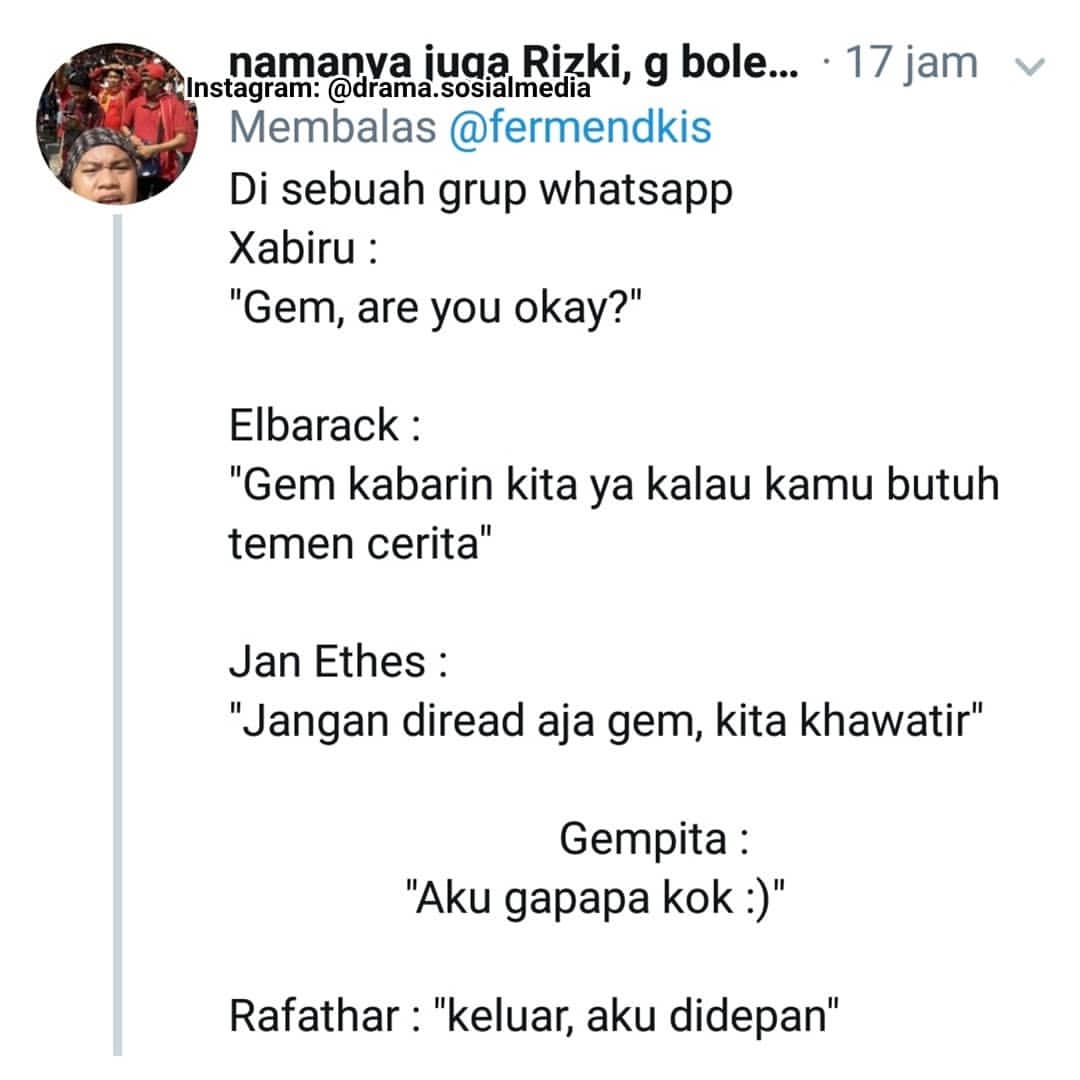 namanya juga Rizki, g bole... · 17 jam
Instagram: @drama.sosialmedia
Membalas @fermendkis
Di sebuah grup whatsapp
Xabiru :
"Gem, are you okay?"
Elbarack :
"Gem kabarin kita ya kalau kamu butuh
temen cerita"
Jan Ethes :
"Jangan diread aja gem, kita khawatir"
Gempita :
"Aku gapapa kok :)"
Rafathar : "keluar, aku didepan"